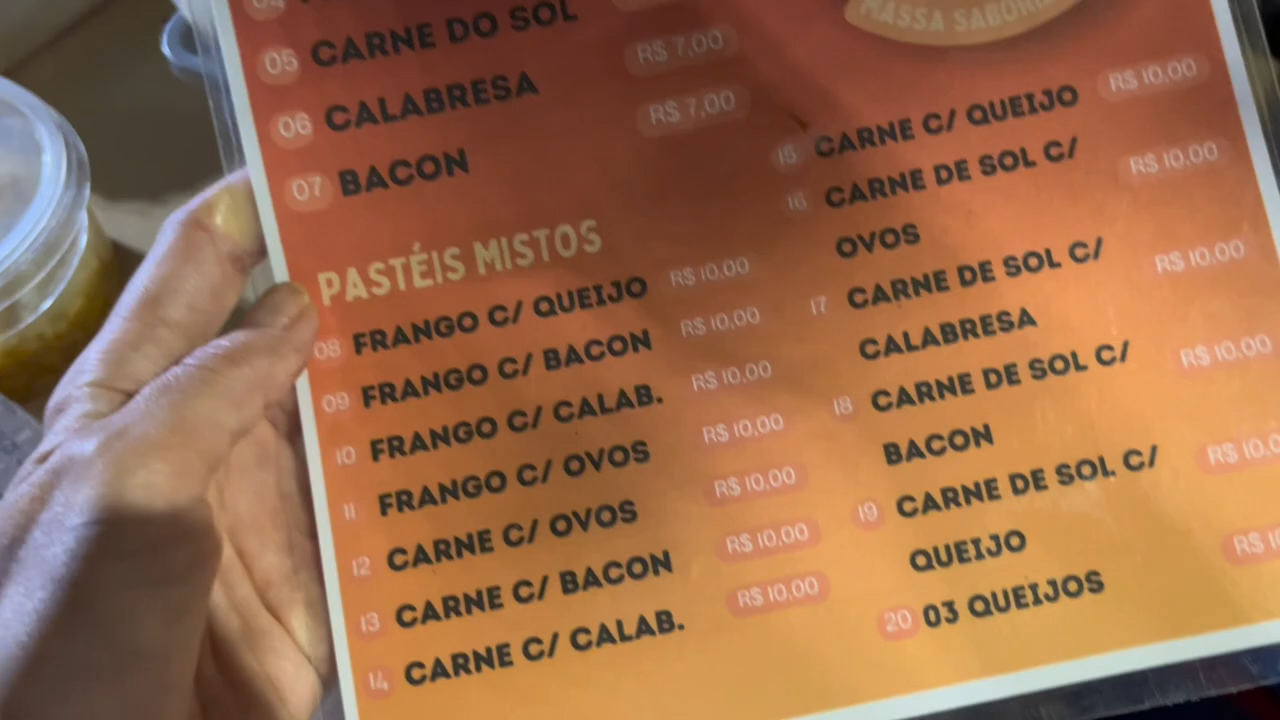 05 CARNE DO SOL
06 CALABRESA R$ 7,00
07 BACON R$ 7,00
PASTÉIS MISTOS
08 FRANGO C/ QUEIJO R$ 10,00
09 FRANGO C/ BACON R$ 10,00
10 FRANGO C/ CALAB. R$ 10,00
11 FRANGO C/ OVOS R$ 10,00
12 CARNE C/ OVOS R$ 10,00
13 CARNE C/ BACON R$ 10,00
14 CARNE C/ CALAB. R$ 10,00
MASSA
15 CARNE C/ QUEIJO R$ 10,00
16 CARNE DE SOL C/ R$ 10,00
OVOS
17 CARNE DE SOL C/ R$ 10,00
CALABRESA
18 CARNE DE SOL C/ R$ 10,00
BACON
19 CARNE DE SOL C/ R$ 10,0
QUEIJO
20 03 QUEIJOS R$ 10